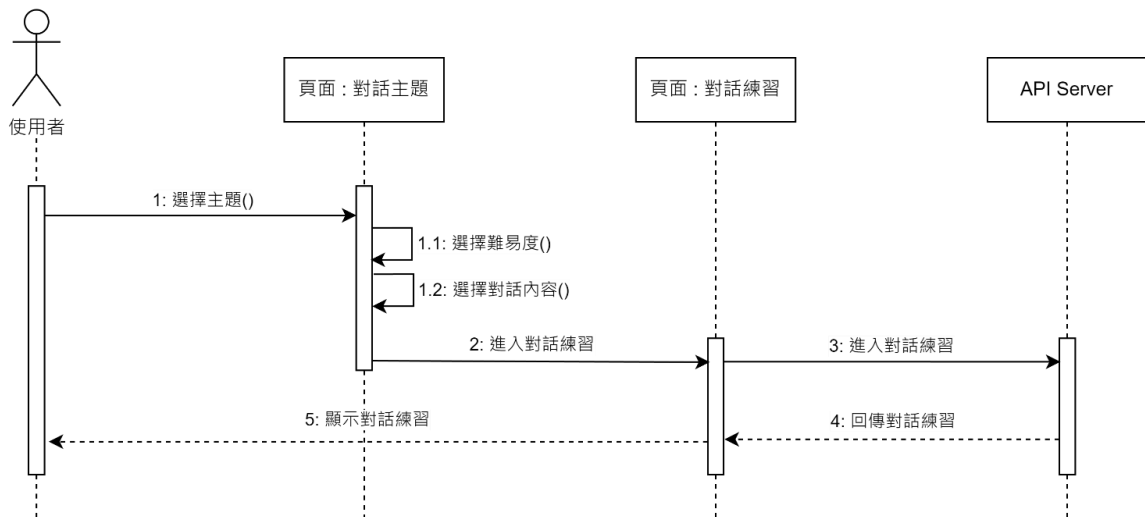 使用者
頁面 : 對話主題
頁面 : 對話練習
API Server
1: 選擇主題()
1.1: 選擇難易度()
1.2: 選擇對話內容()
2: 進入對話練習
3: 進入對話練習
4: 回傳對話練習
5: 顯示對話練習